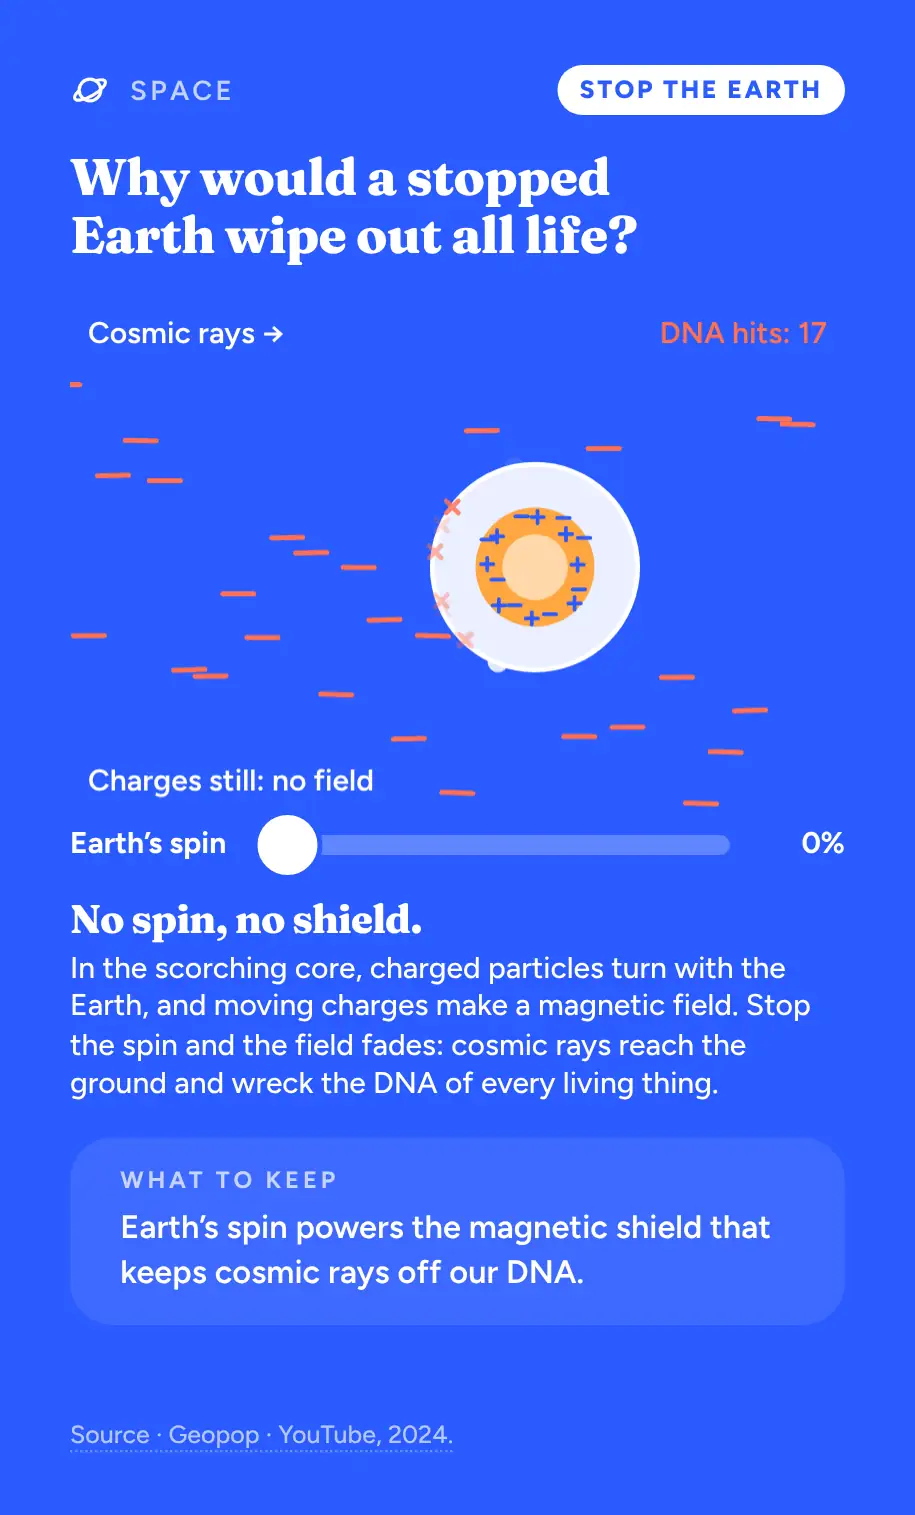 SPACE
STOP THE EARTH
Why would a stopped
Earth wipe out all life?
Cosmic rays →
DNA hits: 17
Charges still: no field
Earth’s spin
0%
No spin, no shield.
In the scorching core, charged particles turn with the
Earth, and moving charges make a magnetic field. Stop
the spin and the field fades: cosmic rays reach the
ground and wreck the DNA of every living thing.
WHAT TO KEEP
Earth’s spin powers the magnetic shield that
keeps cosmic rays off our DNA.
Source · Geopop · YouTube, 2024.